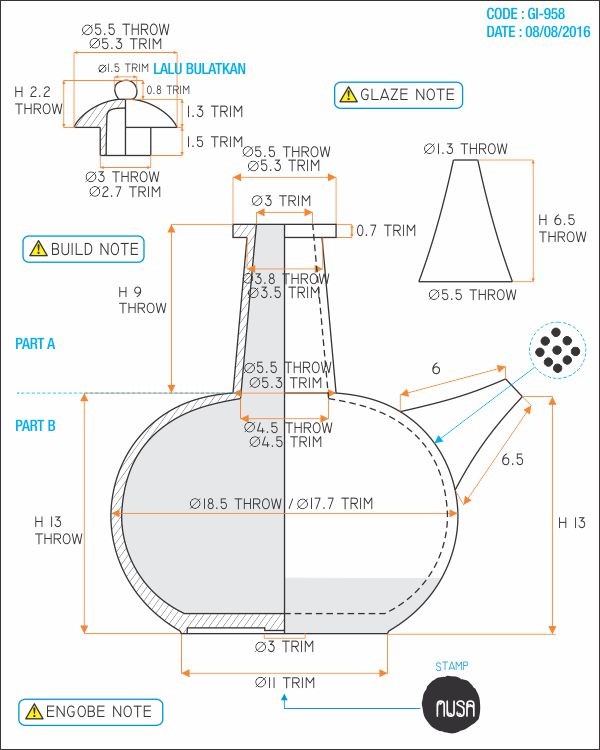 CODE : GI-958
DATE : 08/08/2016
Ø5.5 THROW
Ø5.3 TRIM
Ø1.5 TRIM LALU BULATKAN
0.8 TRIM
H 2.2
THROW
1.3 TRIM
1.5 TRIM
Ø3 THROW
Ø2.7 TRIM
GLAZE NOTE
Ø1.3 THROW
H 6.5
THROW
Ø5.5 THROW
Ø5.5 THROW
Ø5.3 TRIM
Ø3 TRIM
0.7 TRIM
BUILD NOTE
Ø3.8 THROW
Ø3.5 TRIM
H 9
THROW
PART A
Ø5.5 THROW
Ø5.3 TRIM
PART B
Ø4.5 THROW
Ø4.5 TRIM
6
6.5
Ø18.5 THROW / Ø17.7 TRIM
H 13
THROW
H 13
Ø3 TRIM
Ø11 TRIM
STAMP
NUSA
ENGOBE NOTE